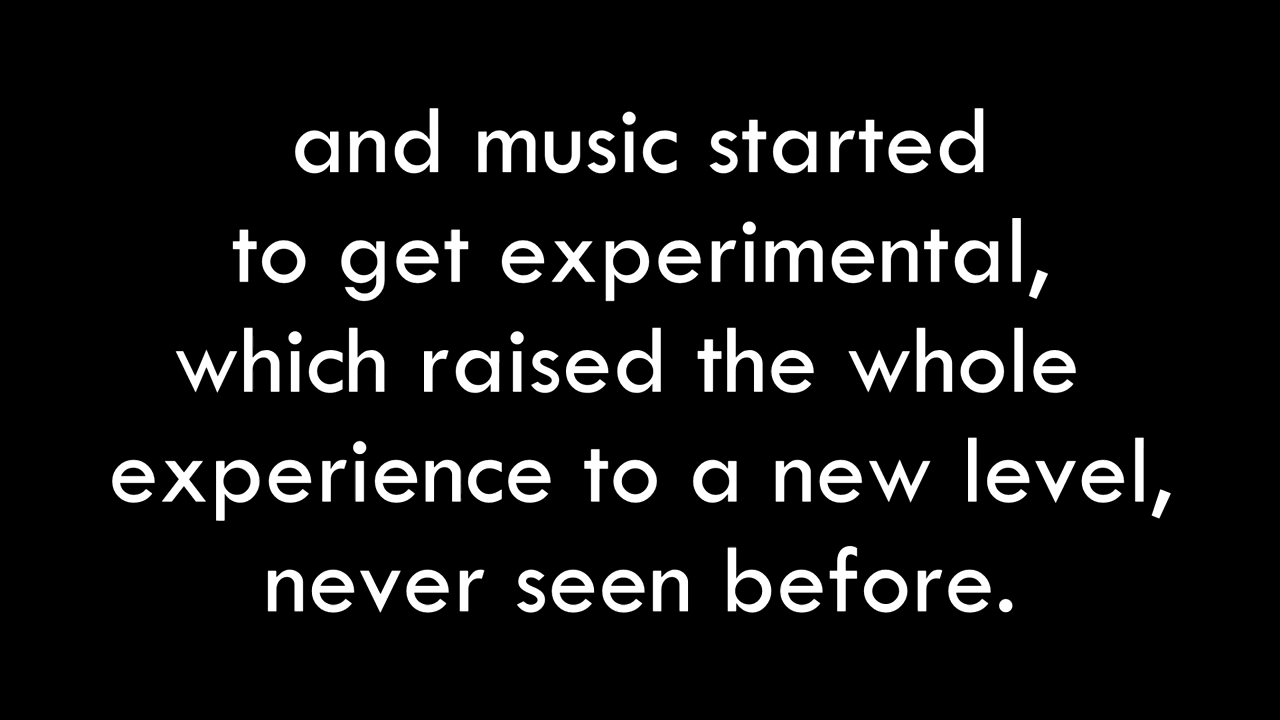 and music started
to get experimental,
which raised the whole
experience to a new level,
never seen before.